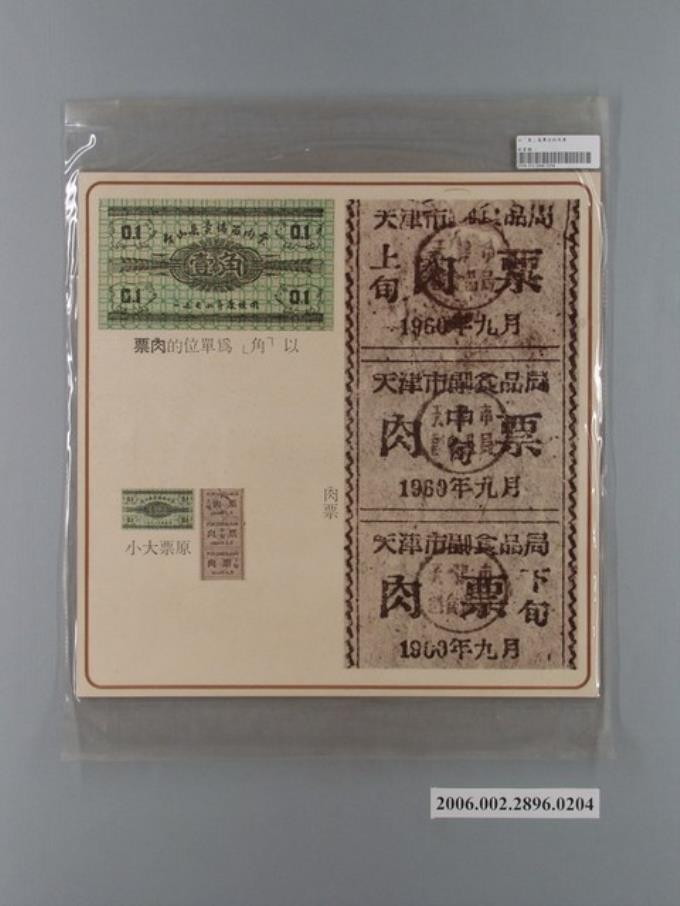 0.1 0.1
壹角
0.1 0.1
以「角」爲單位的肉票
原票大小
肉票
天津市副食品局
上旬 肉票
1960年九月
天津市副食品局
肉 中旬 票
1960年九月
天津市副食品局
肉票 下旬
1960年九月
2006.002.2896.0204